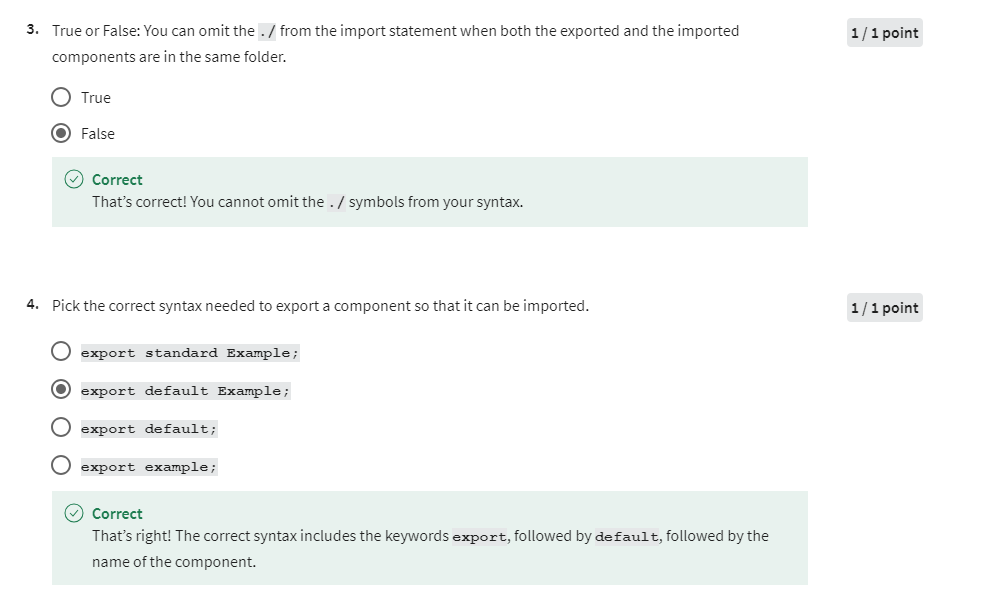 3. True or False: You can omit the ./ from the import statement when both the exported and the imported
1 / 1 point
components are in the same folder.
True
False
Correct
That's correct! You cannot omit the ./ symbols from your syntax.
4. Pick the correct syntax needed to export a component so that it can be imported.
1 / 1 point
export standard Example;
export default Example;
export default;
export example;
Correct
That's right! The correct syntax includes the keywords export, followed by default, followed by the
name of the component.